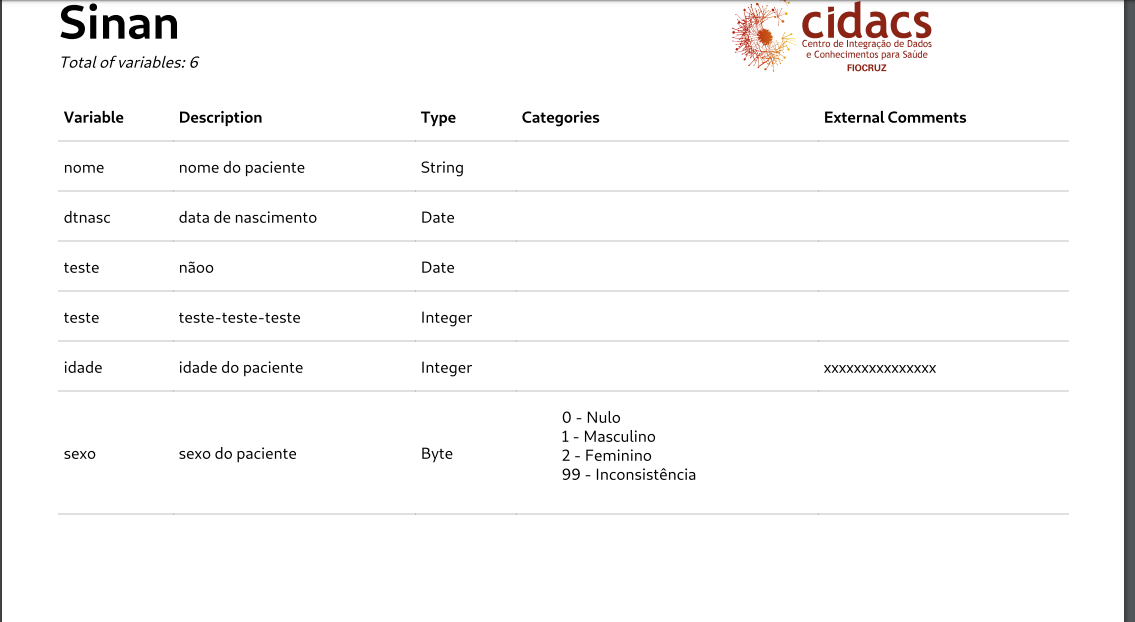 Sinan
cidacs
Centro de Integração de Dados
e Conhecimentos para Saúde
FIOCRUZ
Total of variables: 6
Variable Description Type Categories External Comments
nome nome do paciente String
dtnasc data de nascimento Date
teste nãoo Date
teste teste-teste-teste Integer
idade idade do paciente Integer xxxxxxxxxxxxxxx
sexo sexo do paciente Byte
0 - Nulo
1 - Masculino
2 - Feminino
99 - Inconsistência